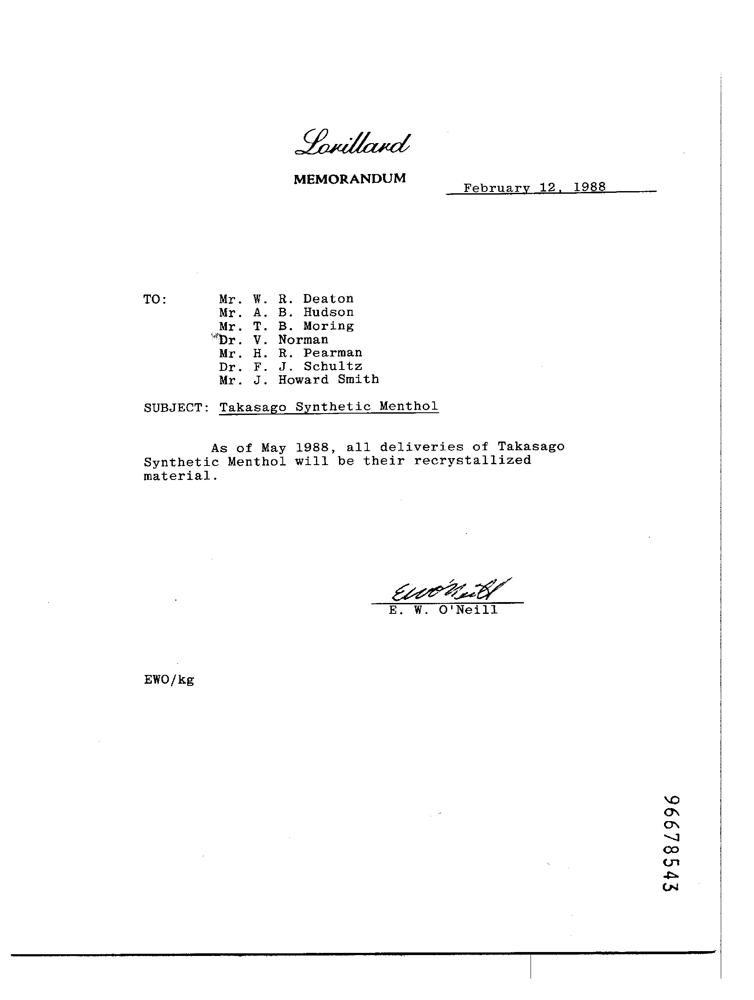 Lorillard
MEMORANDUM
February 12, 1988
TO: Mr. W. R. Deaton
Mr. A. B. Hudson
Mr. T. B. Moring
Dr. V. Norman
Mr. H. R. Pearman
Dr. F. J. Schultz
Mr. J. Howard Smith
SUBJECT: Takasago Synthetic Menthol
As of May 1988, all deliveries of Takasago
Synthetic Menthol will be their recrystallized
material.
EWO'Neill
E. W. O'Neill
EWO/kg
96678543